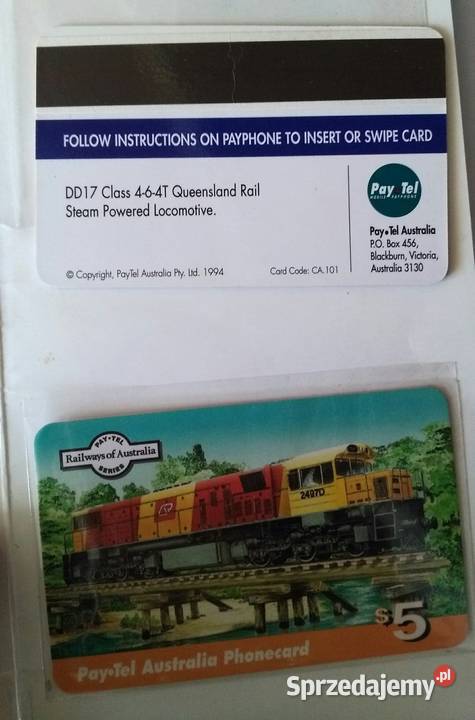 FOLLOW INSTRUCTIONS ON PAYPHONE TO INSERT OR SWIPE CARD
DD17 Class 4-6-4T Queensland Rail
Steam Powered Locomotive.
Pay Tel
MOBILE PAYPHONE
Pay•Tel Australia
P.O. Box 456,
Blackburn, Victoria,
Australia 3130
© Copyright, PayTel Australia Pty. Ltd. 1994
Card Code: CA.101
PAY•TEL
Railways of Australia
SERIES
2497D
$5
Pay•Tel Australia Phonecard
Sprzedajemy.pl